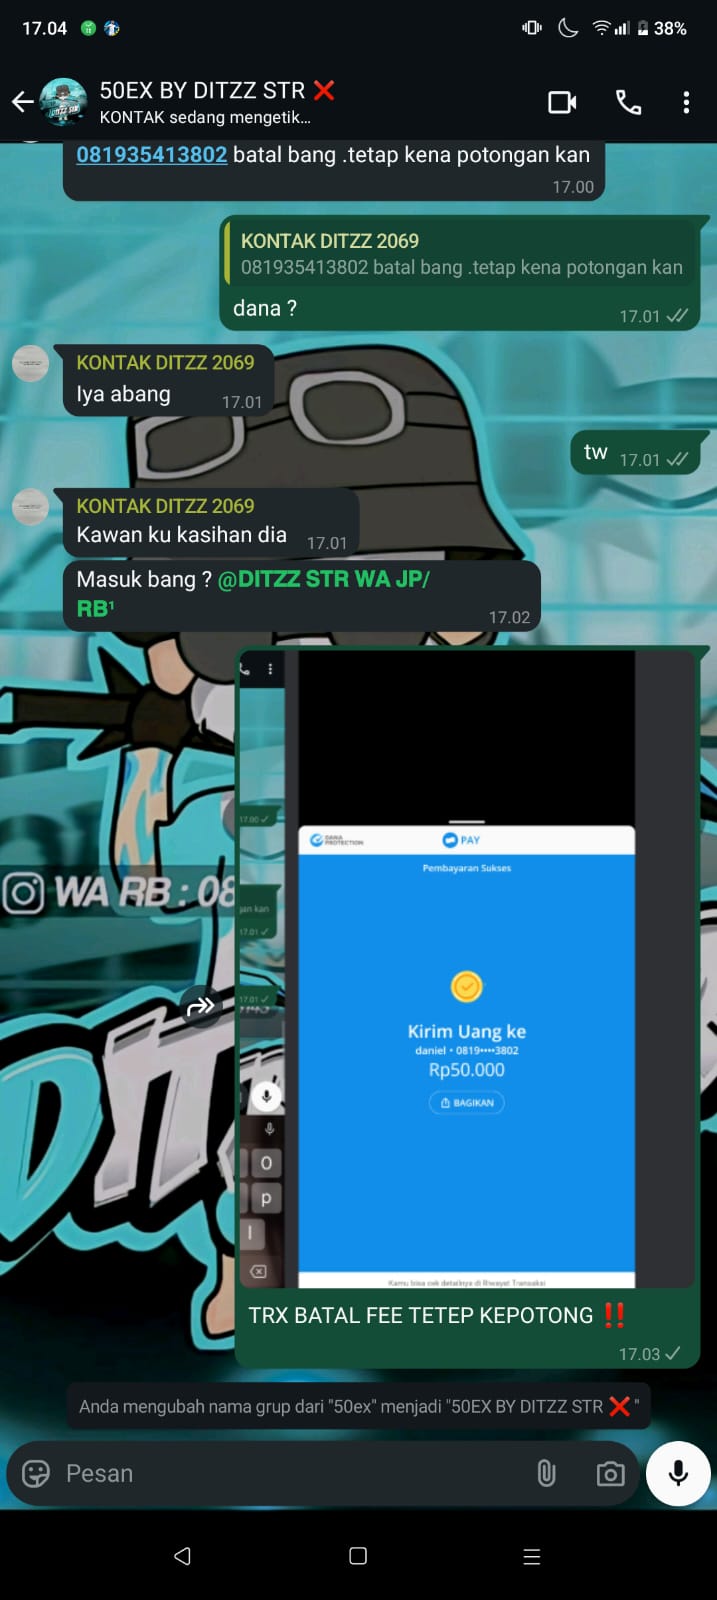 17.04
38%
50EX BY DITZZ STR ❌
KONTAK sedang mengetik...
081935413802 batal bang .tetap kena potongan kan
17.00
KONTAK DITZZ 2069
081935413802 batal bang .tetap kena potongan kan
dana ?
17.01
KONTAK DITZZ 2069
Iya abang
17.01
tw
17.01
KONTAK DITZZ 2069
Kawan ku kasihan dia
17.01
Masuk bang ? @DITZZ STR WA JP/
RB¹
17.02
17.00
DANA
PROTECTION
PAY
Pembayaran Sukses
WA RB : 08
gan kan
17.01
Kirim Uang ke
daniel • 0819••••3802
Rp50.000
BAGIKAN
17.01
O
p
l
Kamu bisa cek detailnya di Riwayat Transaksi
TRX BATAL FEE TETEP KEPOTONG ‼️
17.03
Anda mengubah nama grup dari "50ex" menjadi "50EX BY DITZZ STR ❌"
Pesan